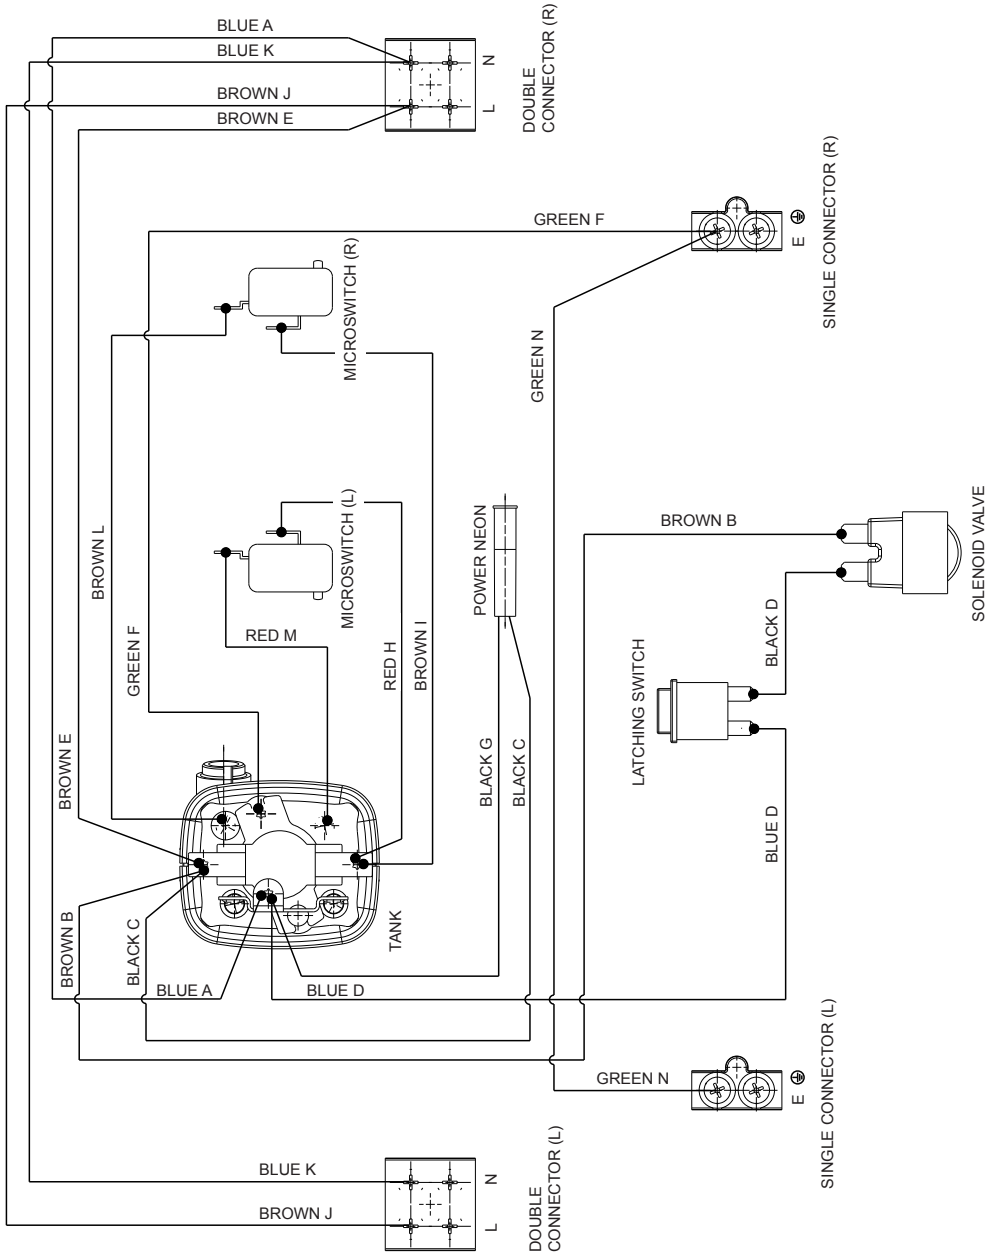 BLUE A
BLUE K
BROWN J
BROWN E
N
L
DOUBLE
CONNECTOR (R)
GREEN F
E
SINGLE CONNECTOR (R)
MICROSWITCH (R)
GREEN N
BROWN L
GREEN F
MICROSWITCH (L)
RED M
RED H
BROWN I
POWER NEON
BROWN B
SOLENOID VALVE
BLACK D
LATCHING SWITCH
BROWN E
BLACK G
BLACK C
BLUE D
BROWN B
BLACK C
TANK
BLUE A
BLUE D
GREEN N
E
SINGLE CONNECTOR (L)
BLUE K
BROWN J
N
L
DOUBLE
CONNECTOR (L)